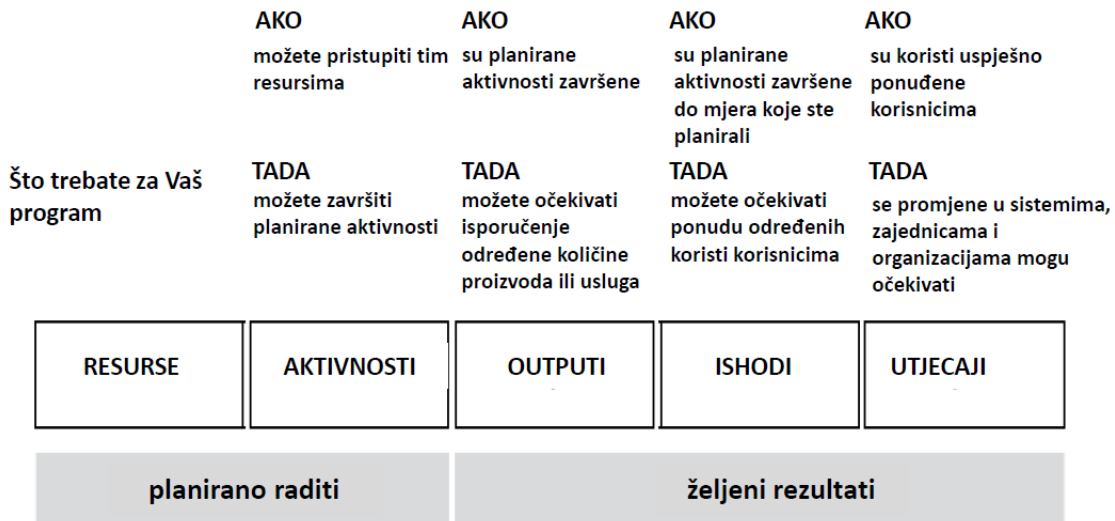 Što trebate za Vaš
program
AKO
možete pristupiti tim
resursima
TADA
možete završiti
planirane aktivnosti
AKO
su planirane
aktivnosti završene
TADA
možete očekivati
isporučenje
određene količine
proizvoda ili usluga
AKO
su planirane
aktivnosti završene
do mjera koje ste
planirali
TADA
možete očekivati
ponudu određenih
koristi korisnicima
AKO
su koristi uspješno
ponuđene
korisnicima
TADA
se promjene u sistemima,
zajednicama i
organizacijama mogu
očekivati
RESURSE
AKTIVNOSTI
OUTPUTI
ISHODI
UTJECAJI
planirano raditi
željeni rezultati